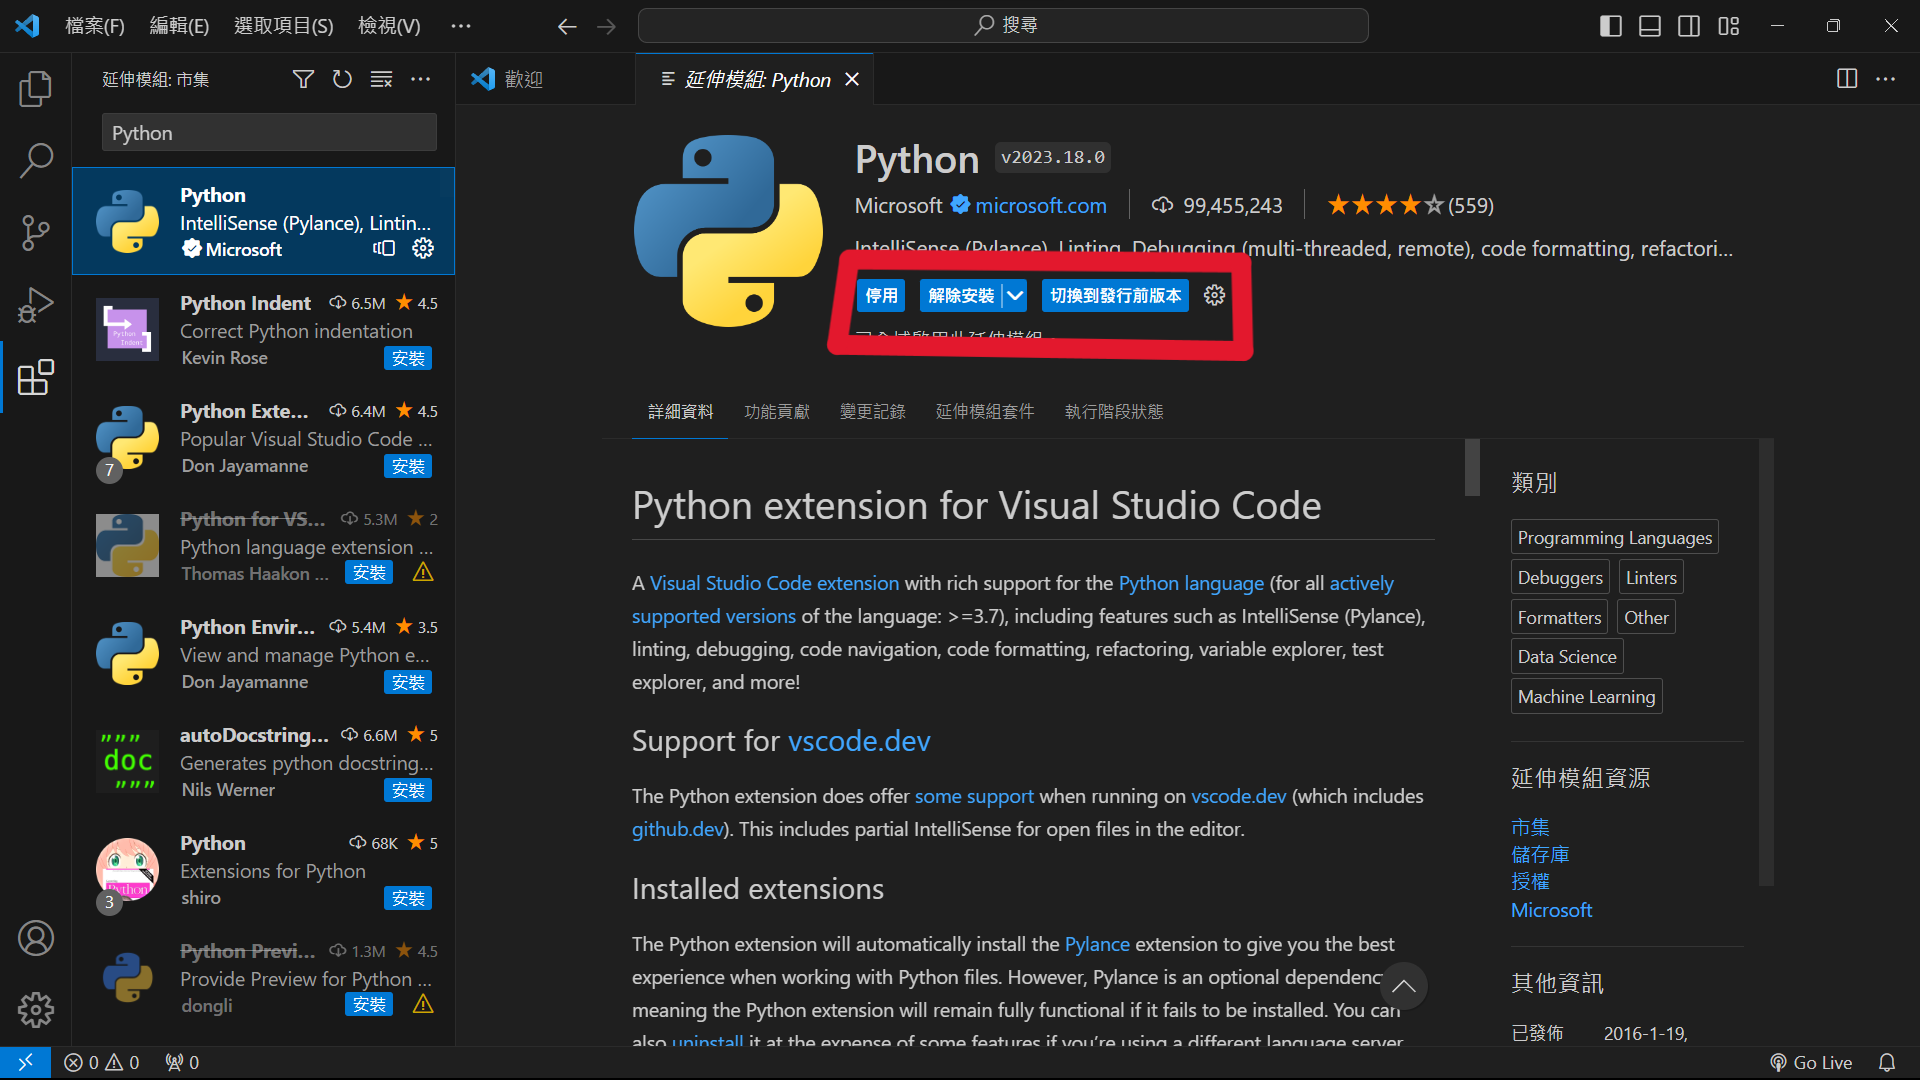 檔案(F) 編輯(E) 選取項目(S) 檢視(V) ··· 搜尋
延伸模組: 市集
歡迎
延伸模組: Python
Python
Python
IntelliSense (Pylance), Lintin...
Microsoft
Python Indent 6.5M 4.5
Correct Python indentation
Kevin Rose 安裝
Python Exte... 6.4M 4.5
Popular Visual Studio Code ...
Don Jayamanne 安裝
7
Python for VS... 5.3M 2
Python language extension ...
Thomas Haakon ... 安裝
Python Envir... 5.4M 3.5
View and manage Python e...
Don Jayamanne 安裝
""" doc """
autoDocstring... 6.6M 5
Generates python docstring...
Nils Werner 安裝
Python 68K 5
Extensions for Python
shiro 安裝
3
Python Previ... 1.3M 4.5
Provide Preview for Python ...
dongli 安裝
Python v2023.18.0
Microsoft microsoft.com 99,455,243 (559)
IntelliSense (Pylance), Linting, Debugging (multi-threaded, remote), code formatting, refactori...
停用 解除安裝 切換到發行前版本
詳細資料 功能貢獻 變更記錄 延伸模組套件 執行階段狀態
Python extension for Visual Studio Code
A Visual Studio Code extension with rich support for the Python language (for all actively
supported versions of the language: >=3.7), including features such as IntelliSense (Pylance),
linting, debugging, code navigation, code formatting, refactoring, variable explorer, test
explorer, and more!
Support for vscode.dev
The Python extension does offer some support when running on vscode.dev (which includes
github.dev). This includes partial IntelliSense for open files in the editor.
Installed extensions
The Python extension will automatically install the Pylance extension to give you the best
experience when working with Python files. However, Pylance is an optional dependenc
meaning the Python extension will remain fully functional if it fails to be installed. You can
also uninstall it at the expense of some features if you're using a different language server.
類別
Programming Languages
Debuggers Linters
Formatters Other
Data Science
Machine Learning
延伸模組資源
市集
儲存庫
授權
Microsoft
其他資訊
已發佈 2016-1-19,
0 0 0 Go Live